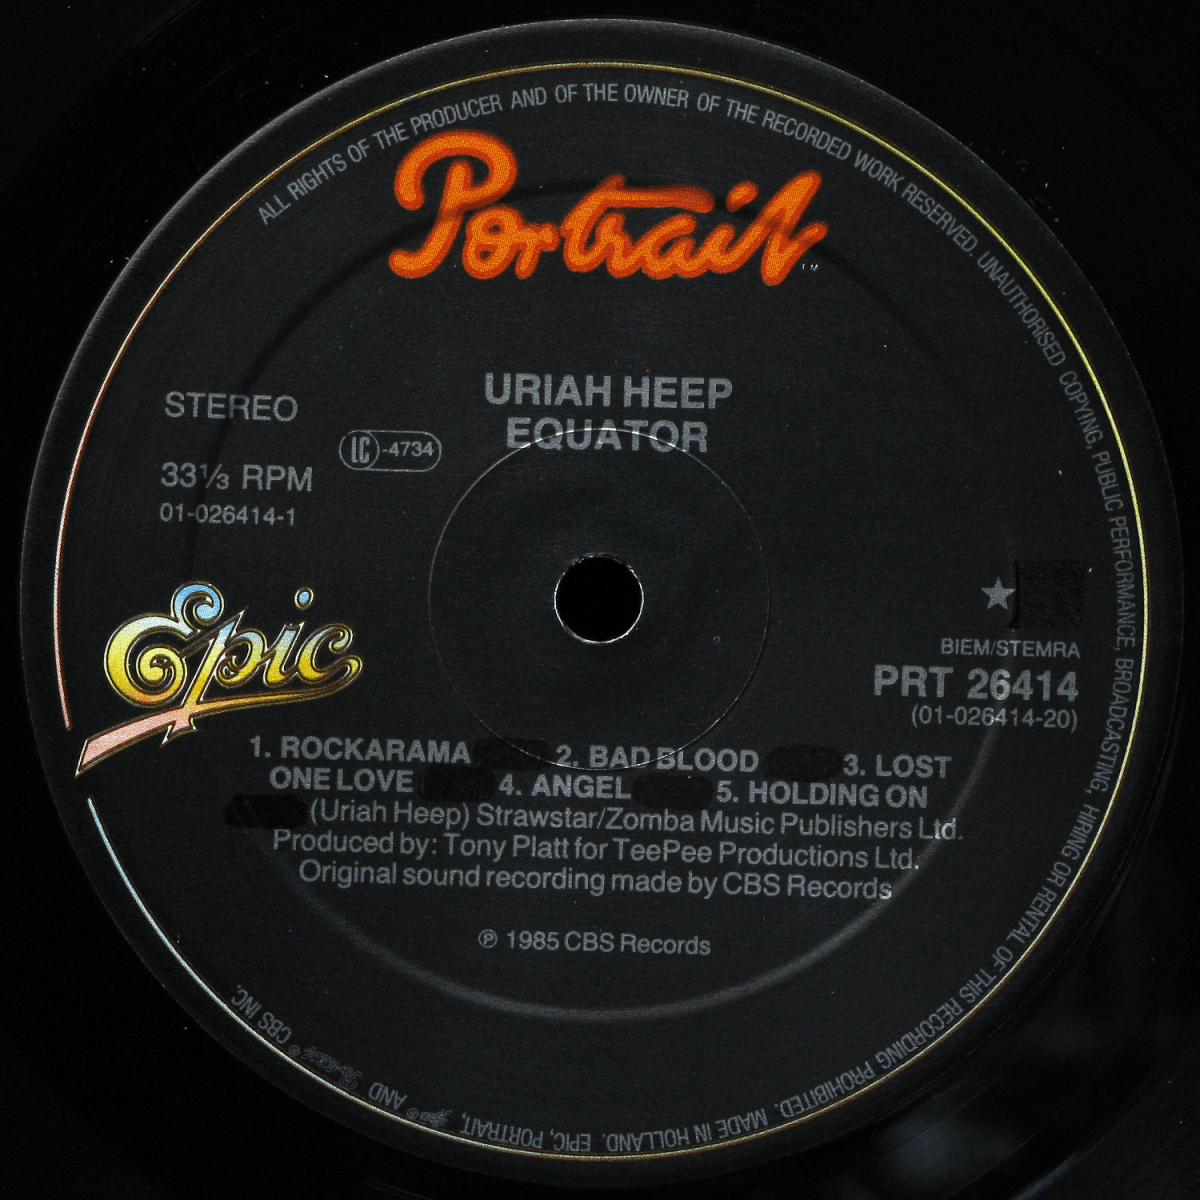 ALL RIGHTS OF THE PRODUCER AND OF THE OWNER OF THE RECORDED WORK RESERVED. UNAUTHORISED COPYING, PUBLIC PERFORMANCE, BROADCASTING, HIRING OR RENTAL OF THIS RECORDING PROHIBITED. MADE IN HOLLAND. EPIC, PORTRAIT, ® AND ® CBS INC.
Portrait
TM
URIAH HEEP
EQUATOR
STEREO
LC-4734
33⅓ RPM
01-026414-1
Epic
★
BIEM/STEMRA
PRT 26414
(01-026414-20)
1. ROCKARAMA 2. BAD BLOOD 3. LOST
ONE LOVE 4. ANGEL 5. HOLDING ON
(Uriah Heep) Strawstar/Zomba Music Publishers Ltd.
Produced by: Tony Platt for TeePee Productions Ltd.
Original sound recording made by CBS Records
℗ 1985 CBS Records